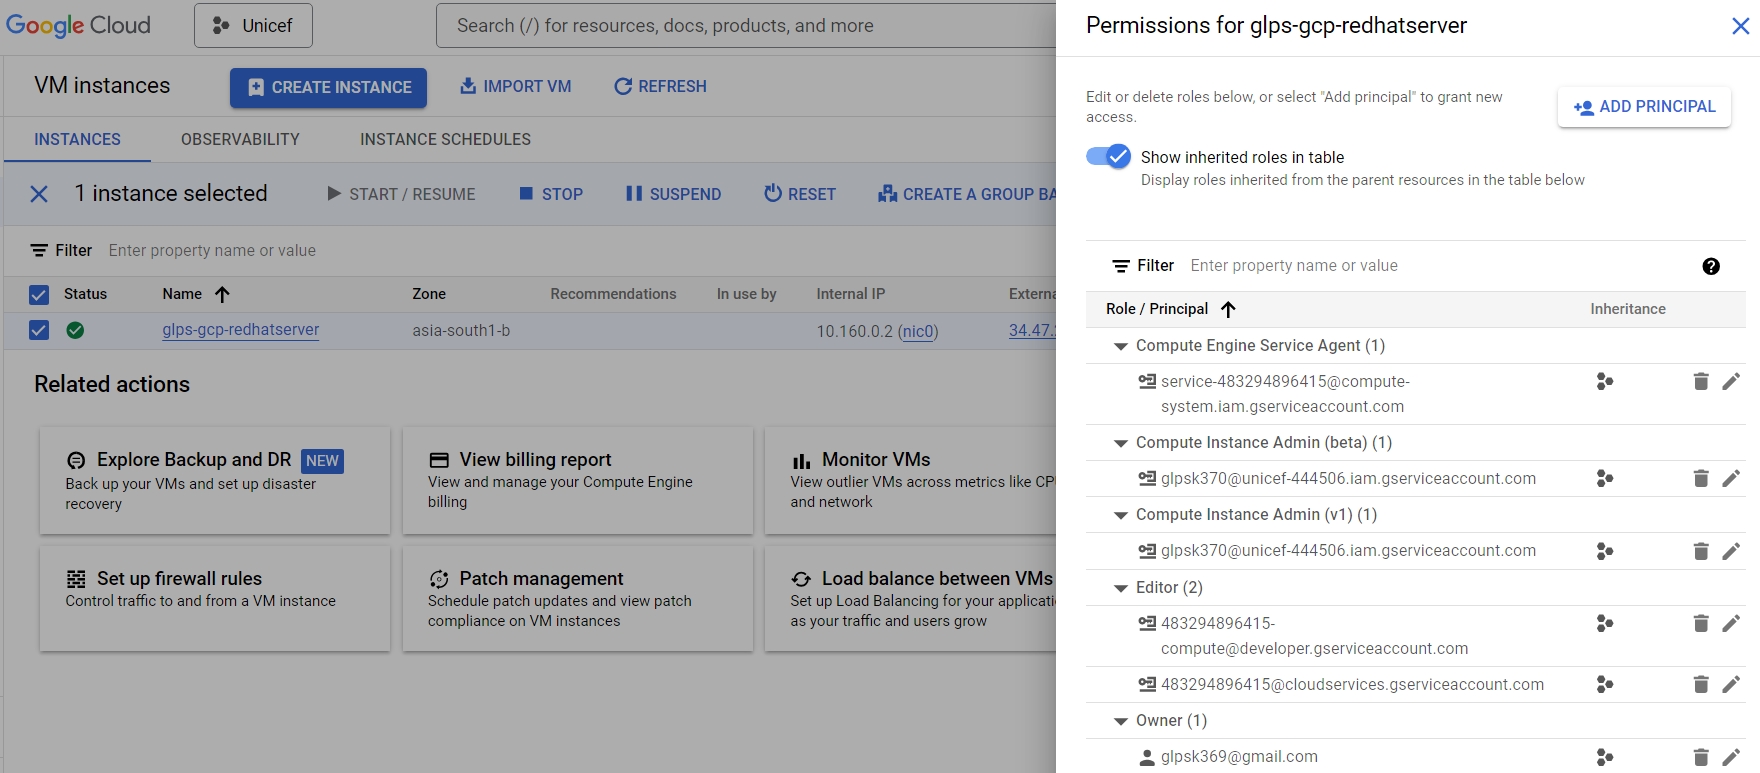 Google Cloud
Unicef
Search (/) for resources, docs, products, and more
VM instances
CREATE INSTANCE
IMPORT VM
REFRESH
INSTANCES
OBSERVABILITY
INSTANCE SCHEDULES
1 instance selected
START / RESUME
STOP
SUSPEND
RESET
CREATE A GROUP BA
Filter Enter property name or value
Status Name Zone Recommendations In use by Internal IP Externa
glps-gcp-redhatserver asia-south1-b 10.160.0.2 (nic0) 34.47.
Related actions
Explore Backup and DR NEW
Back up your VMs and set up disaster
recovery
View billing report
View and manage your Compute Engine
billing
Monitor VMs
View outlier VMs across metrics like CP
and network
Set up firewall rules
Control traffic to and from a VM instance
Patch management
Schedule patch updates and view patch
compliance on VM instances
Load balance between VMs
Set up Load Balancing for your applicati
as your traffic and users grow
Permissions for glps-gcp-redhatserver
Edit or delete roles below, or select "Add principal" to grant new
access.
ADD PRINCIPAL
Show inherited roles in table
Display roles inherited from the parent resources in the table below
Filter Enter property name or value
Role / Principal Inheritance
Compute Engine Service Agent (1)
service-483294896415@compute-
system.iam.gserviceaccount.com
Compute Instance Admin (beta) (1)
glpsk370@unicef-444506.iam.gserviceaccount.com
Compute Instance Admin (v1) (1)
glpsk370@unicef-444506.iam.gserviceaccount.com
Editor (2)
483294896415-
compute@developer.gserviceaccount.com
483294896415@cloudservices.gserviceaccount.com
Owner (1)
glpsk369@gmail.com